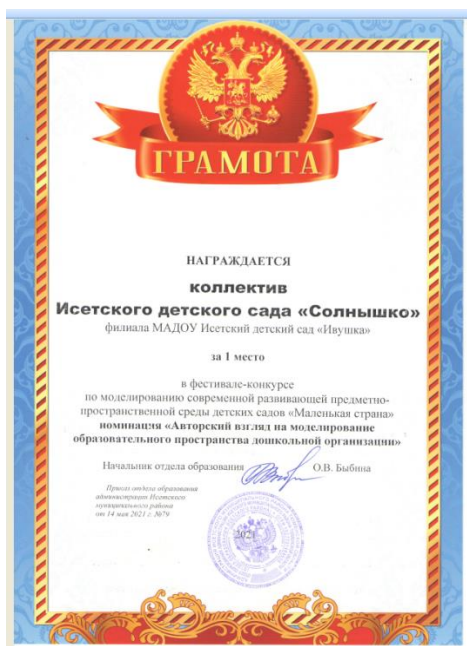 ГРАМОТА
НАГРАЖДАЕТСЯ
коллектив
Исетского детского сада «Солнышко»
филиала МАДОУ Исетский детский сад «Ивушка»
за 1 место
в фестивале-конкурсе
по моделированию современной развивающей предметно-
пространственной среды детских садов «Маленькая страна»
номинация «Авторский взгляд на моделирование
образовательного пространства дошкольной организации»
Начальник отдела образования О.В. Быбина
Приказ отдела образования
администрации Исетского
муниципального района
от 14 мая 2021 г. №79
2021